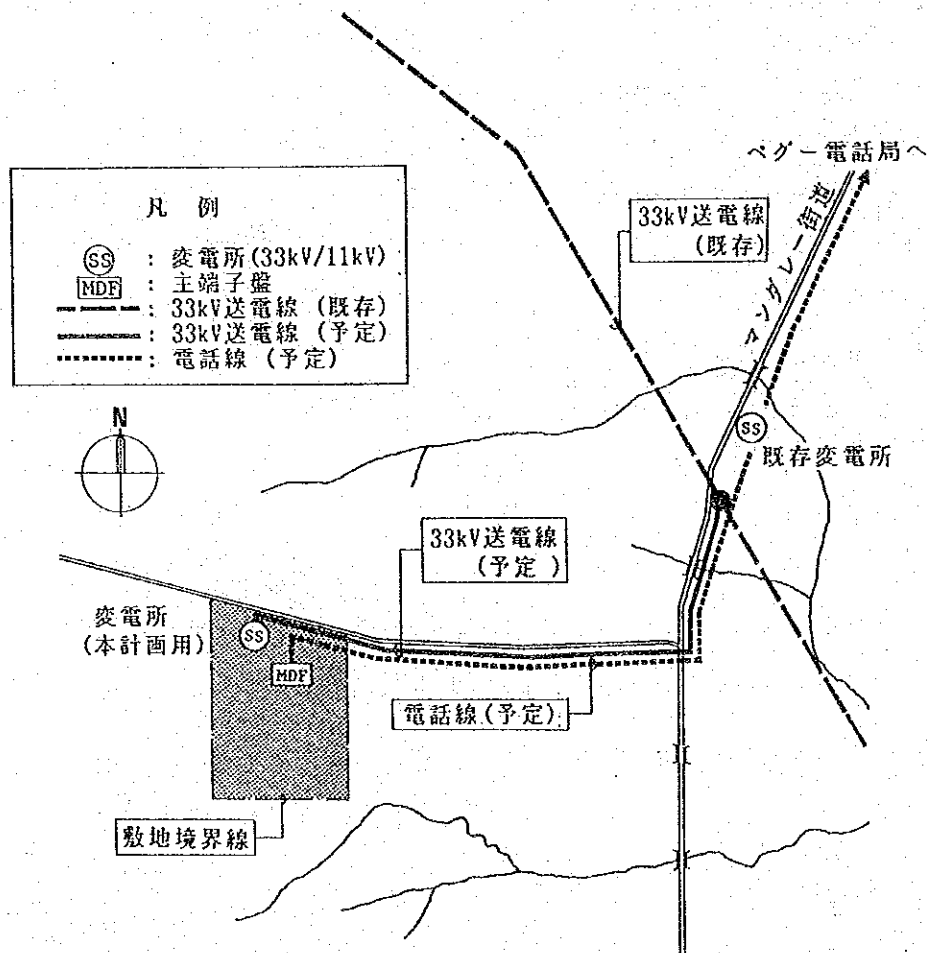 ペグー電話局へ
マンダレー街道
凡 例
SS : 変電所(33kV/11kV)
MDF : 主端子盤
: 33kV送電線 (既存)
: 33kV送電線 (予定)
: 電話線 (予定)
33kV送電線
(既存)
N
SS
既存変電所
33kV送電線
(予定 )
変電所
(本計画用)
SS
MDF
電話線(予定)
敷地境界線